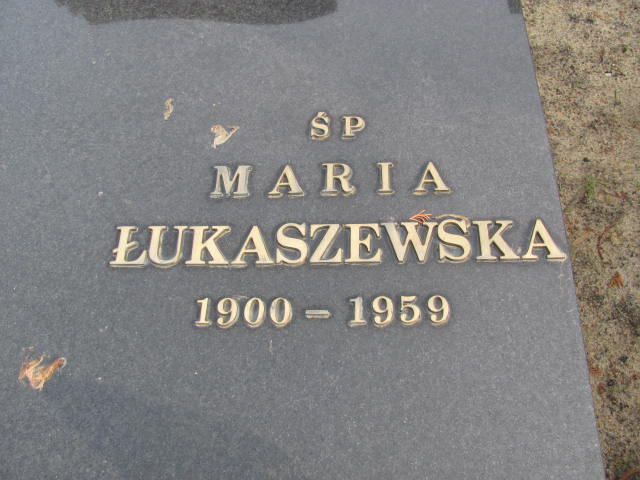 ŚP
MARIA
ŁUKASZEWSKA
1900 - 1959